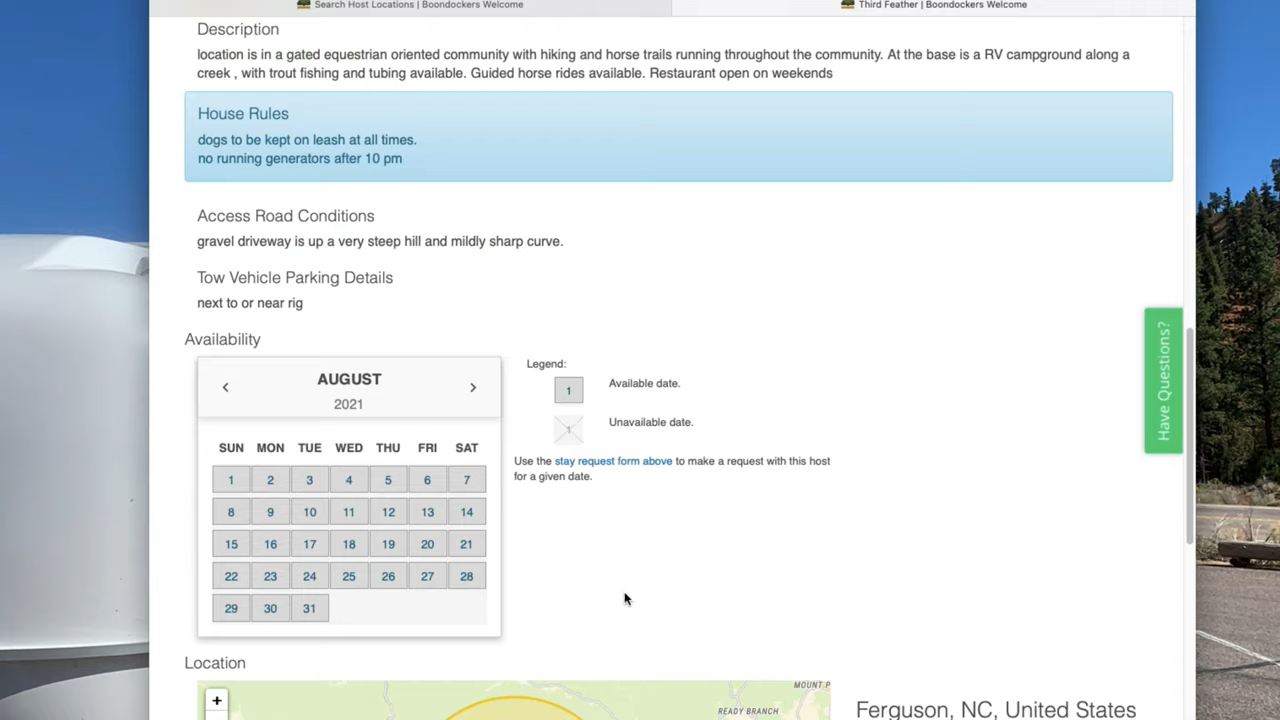 Search Host Locations | Boondockers Welcome
Third Feather | Boondockers Welcome
Description
location is in a gated equestrian oriented community with hiking and horse trails running throughout the community. At the base is a RV campground along a
creek , with trout fishing and tubing available. Guided horse rides available. Restaurant open on weekends
House Rules
dogs to be kept on leash at all times.
no running generators after 10 pm
Access Road Conditions
gravel driveway is up a very steep hill and mildly sharp curve.
Tow Vehicle Parking Details
next to or near rig
Availability
AUGUST
2021
SUN MON TUE WED THU FRI SAT
1 2 3 4 5 6 7
8 9 10 11 12 13 14
15 16 17 18 19 20 21
22 23 24 25 26 27 28
29 30 31
Legend:
1 Available date.
1 Unavailable date.
Use the stay request form above to make a request with this host
for a given date.
Have Questions?
Location
+
MOUNT P
READY BRANCH
Ferguson, NC, United States